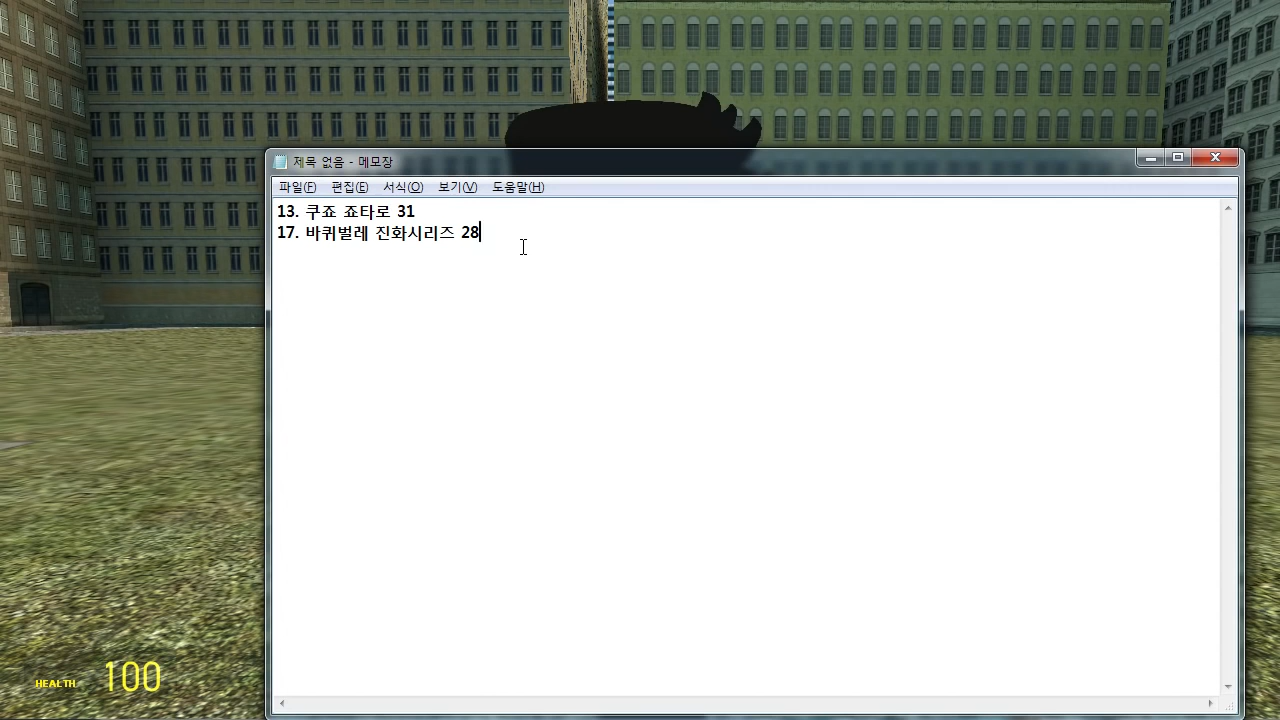 제목 없음 - 메모장
파일(F) 편집(E) 서식(O) 보기(V) 도움말(H)
13. 쿠죠 죠타로 31
17. 바퀴벌레 진화시리즈 28
HEALTH 100